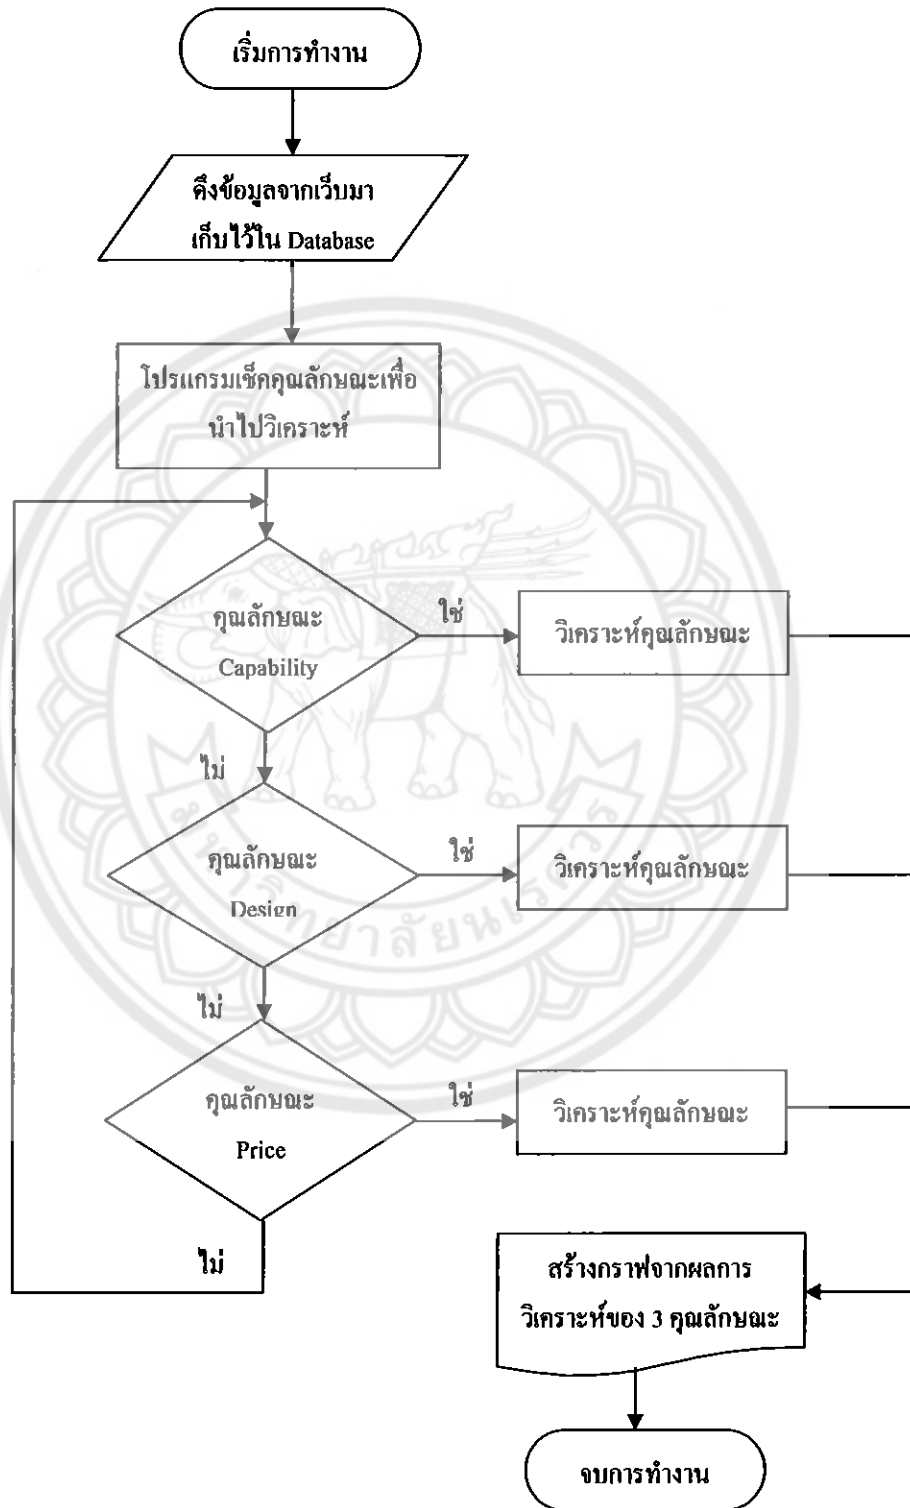 เริ่มการทำงาน
ดึงข้อมูลจากเว็บมา
เก็บไว้ใน Database
โปรแกรมเช็คคุณลักษณะเพื่อ
นำไปวิเคราะห์
คุณลักษณะ
Capability
ใช่
วิเคราะห์คุณลักษณะ
ไม่
คุณลักษณะ
Design
ใช่
วิเคราะห์คุณลักษณะ
ไม่
คุณลักษณะ
Price
ใช่
วิเคราะห์คุณลักษณะ
ไม่
สร้างกราฟจากผลการ
วิเคราะห์ของ 3 คุณลักษณะ
จบการทำงาน